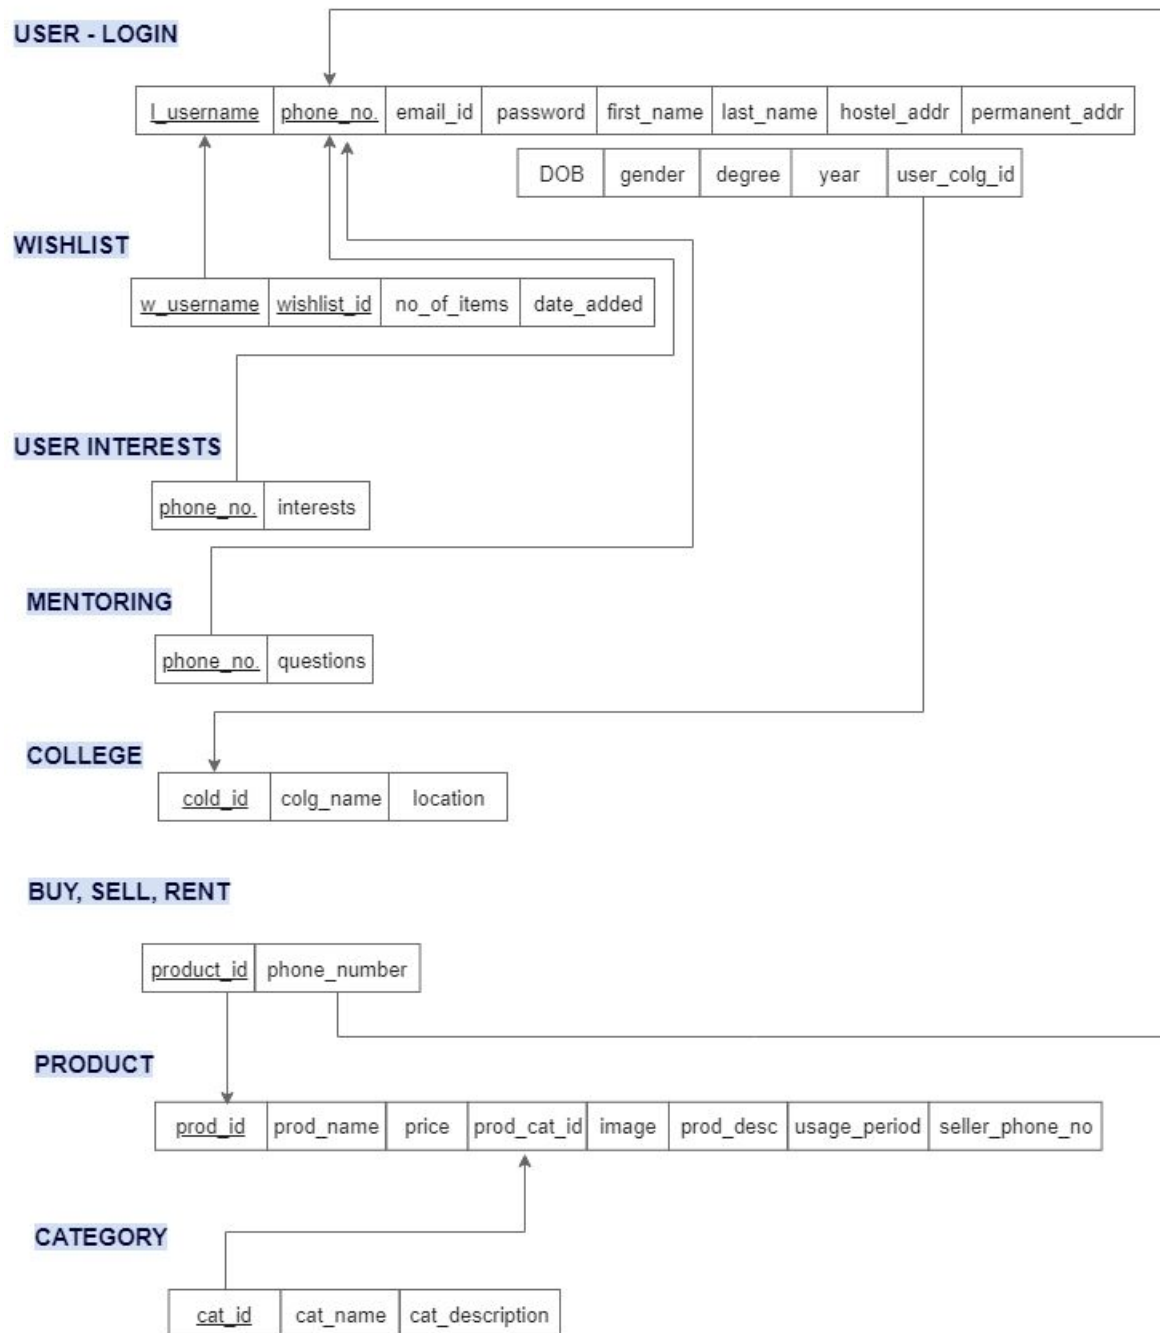 USER - LOGIN
l_username phone_no. email_id password first_name last_name hostel_addr permanent_addr
DOB gender degree year user_colg_id
WISHLIST
w_username wishlist_id no_of_items date_added
USER INTERESTS
phone_no. interests
MENTORING
phone_no. questions
COLLEGE
cold_id colg_name location
BUY, SELL, RENT
product_id phone_number
PRODUCT
prod_id prod_name price prod_cat_id image prod_desc usage_period seller_phone_no
CATEGORY
cat_id cat_name cat_description